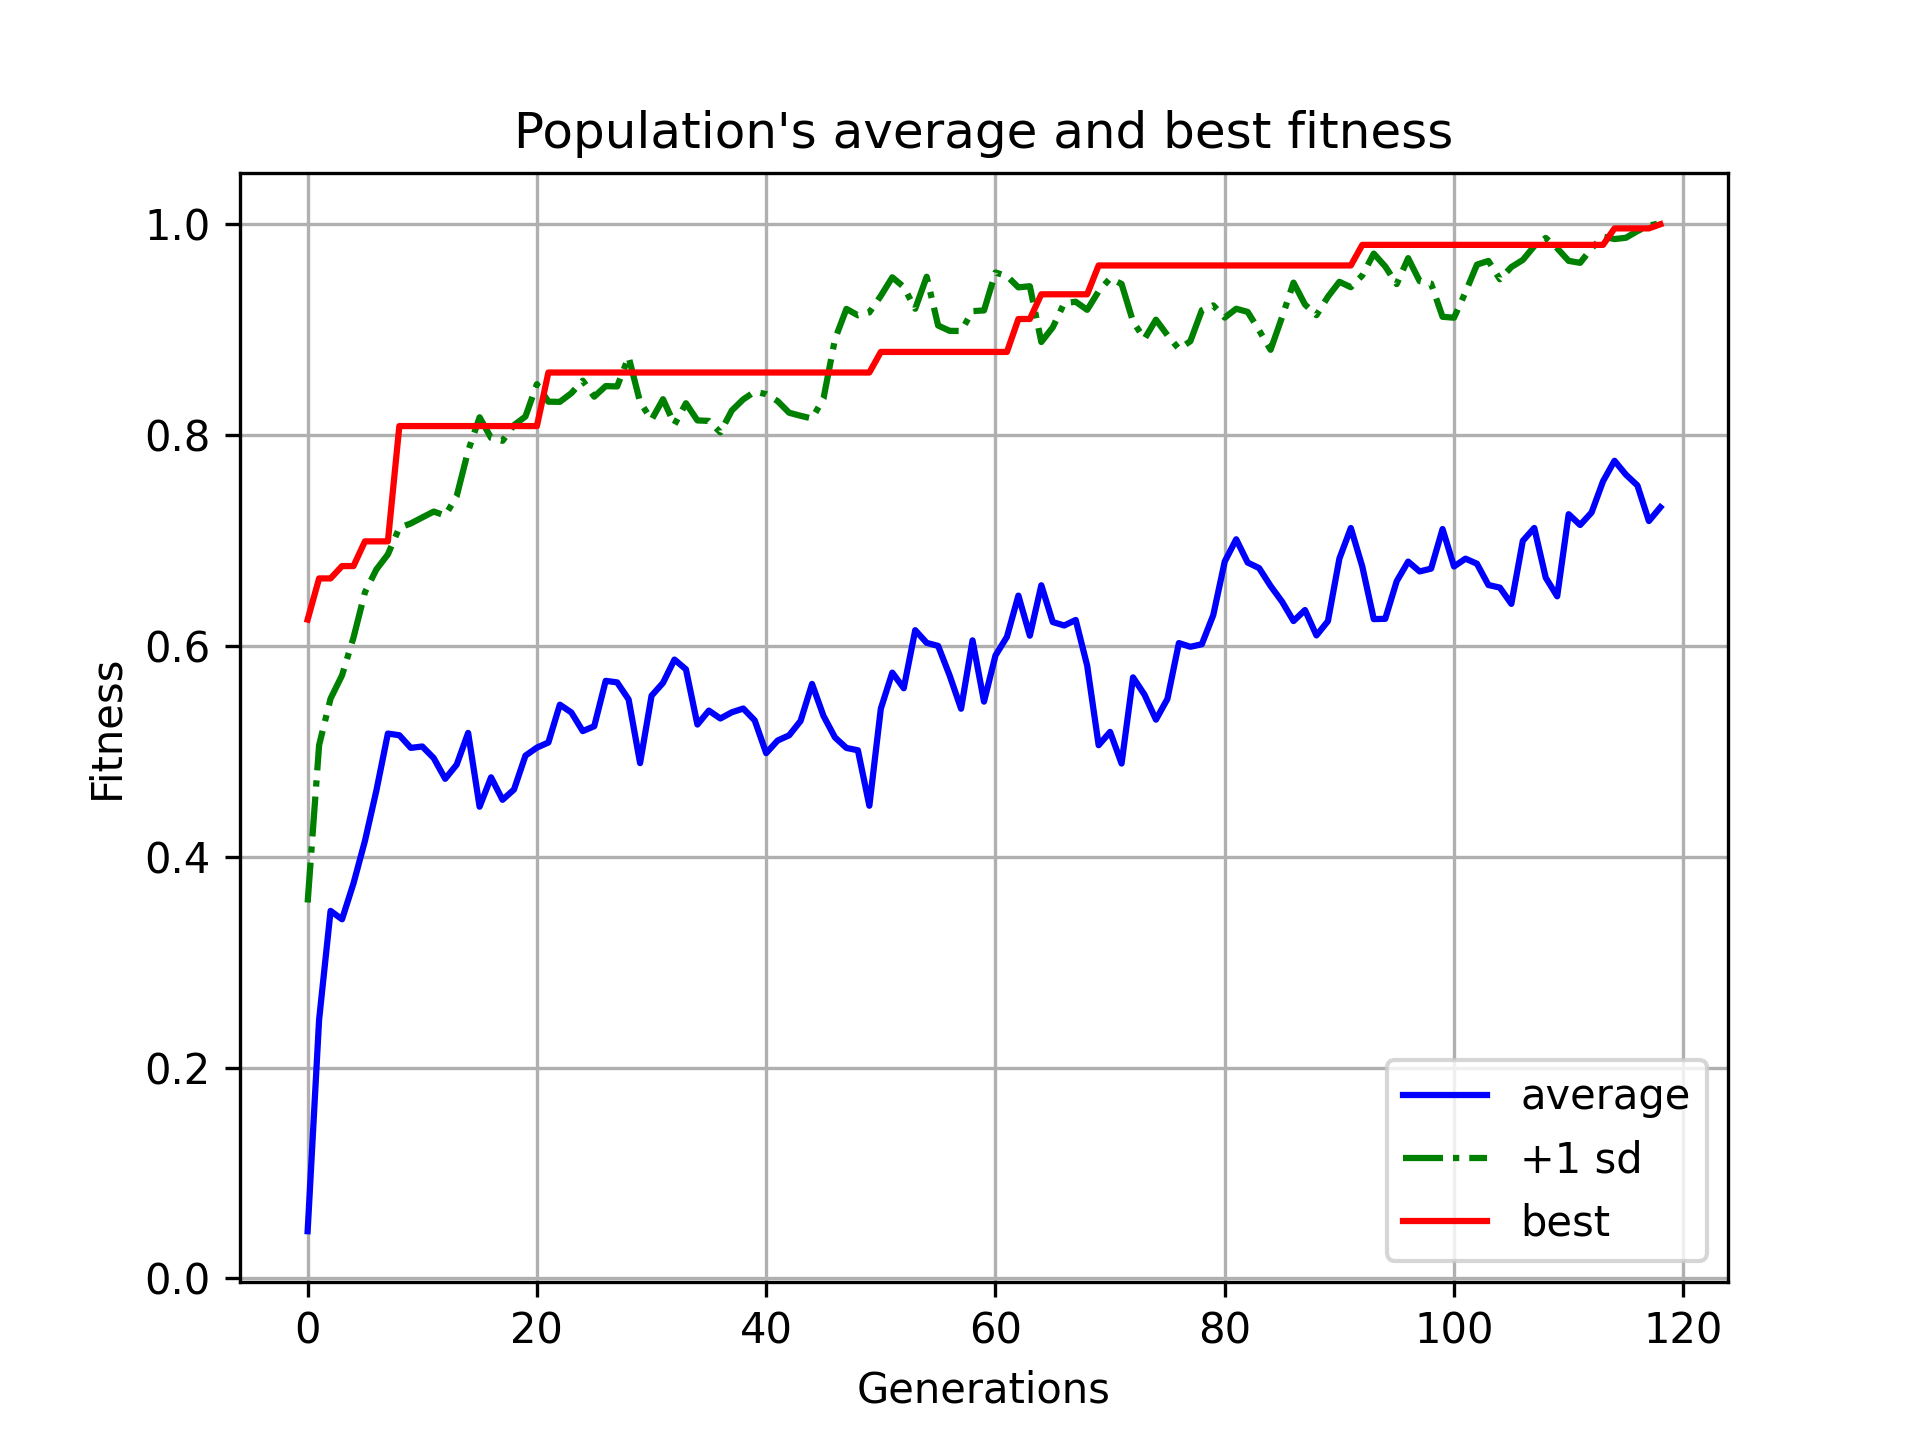 Population's average and best fitness
1.0
0.8
0.6
0.4
0.2
0.0
Fitness
0 20 40 60 80 100 120
Generations
average
+1 sd
best